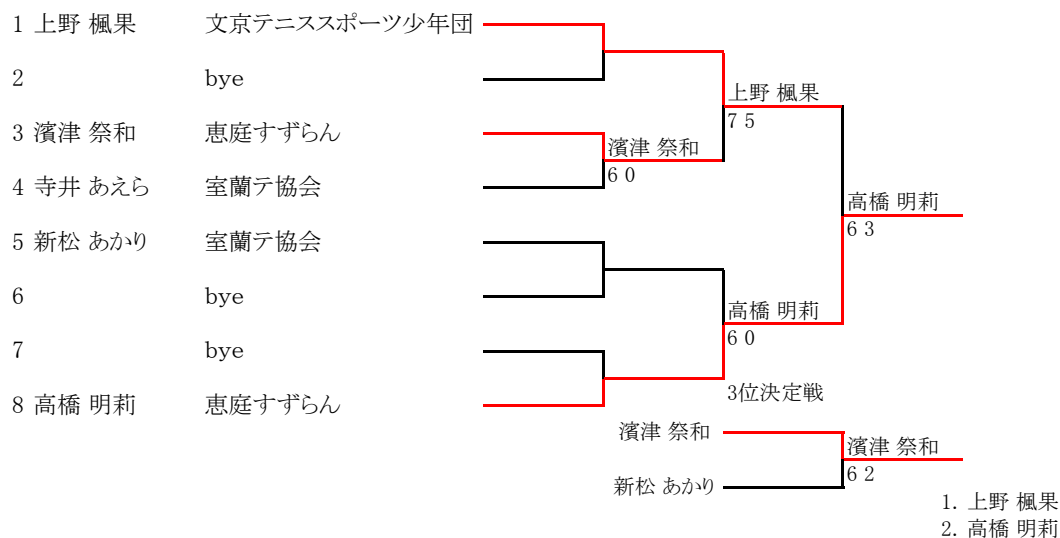 1 上野 楓果 文京テニススポーツ少年団
2 bye
上野 楓果
7 5
3 濱津 祭和 恵庭すずらん
濱津 祭和
6 0
4 寺井 あえら 室蘭テ協会
高橋 明莉
6 3
5 新松 あかり 室蘭テ協会
6 bye
高橋 明莉
6 0
7 bye
3位決定戦
8 高橋 明莉 恵庭すずらん
濱津 祭和
濱津 祭和
6 2
新松 あかり
1. 上野 楓果
2. 高橋 明莉